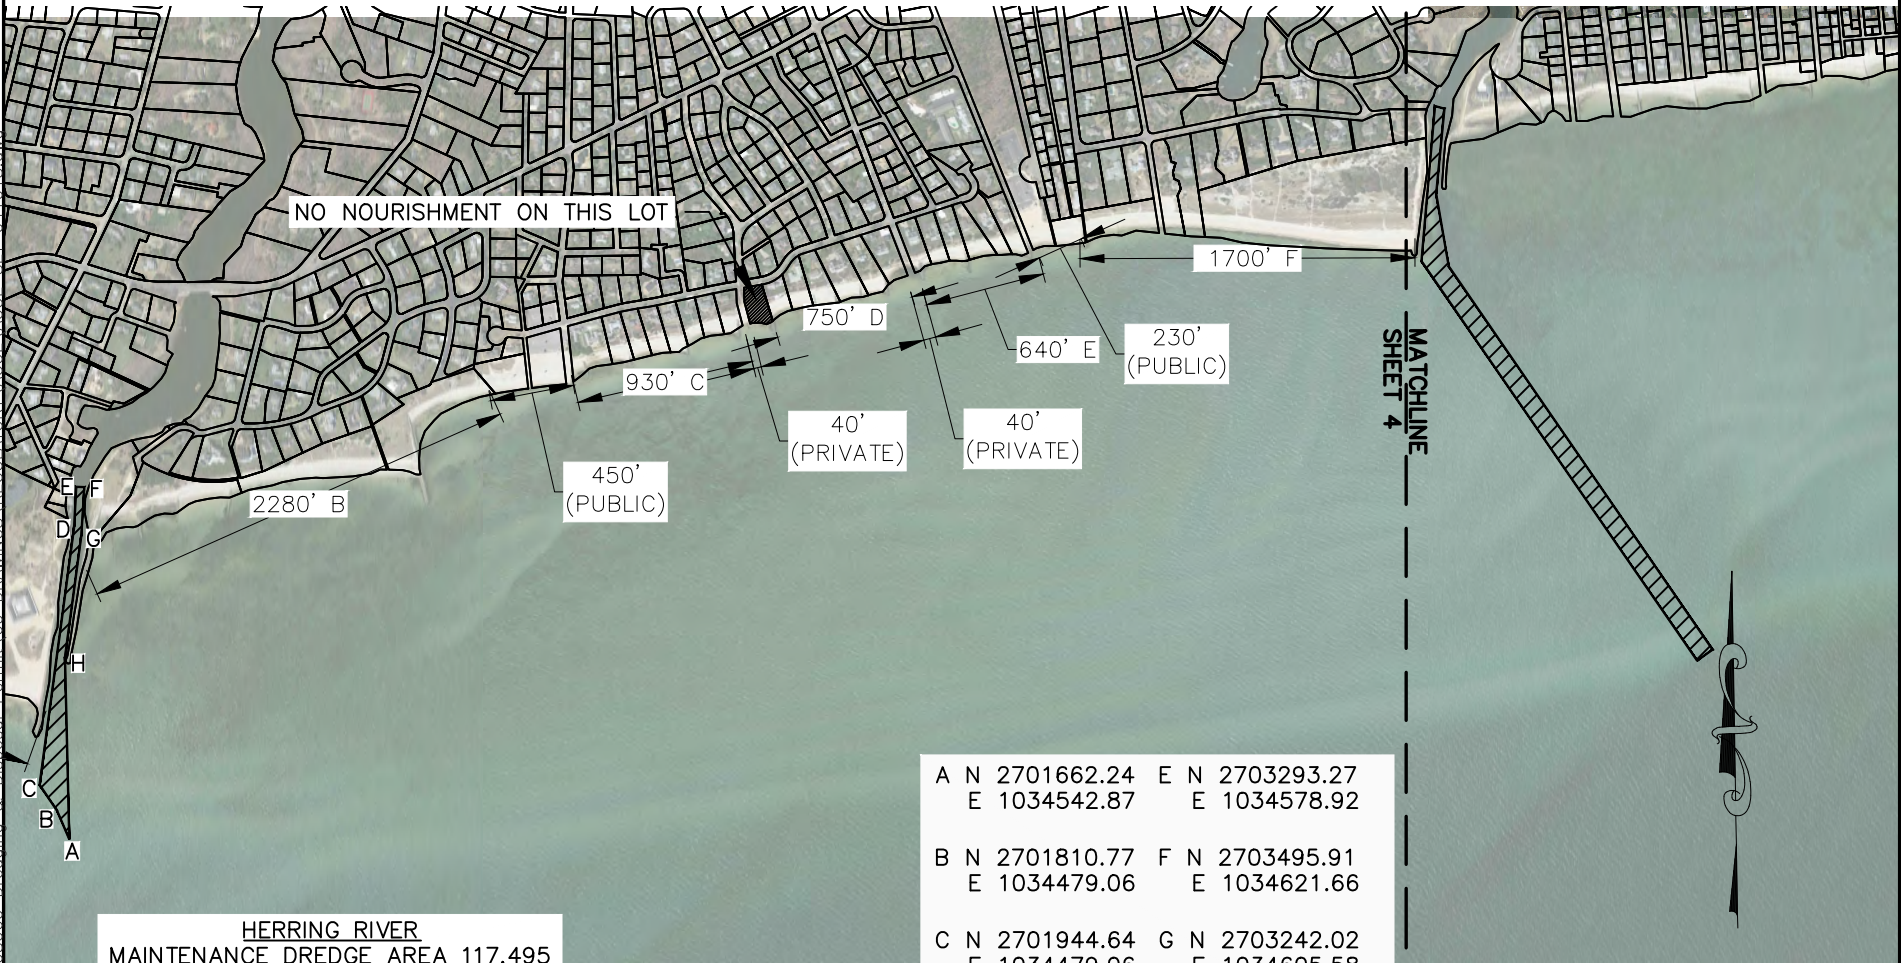 NO NOURISHMENT ON THIS LOT
1700' F
750' D
640' E
230'
(PUBLIC)
930' C
40'
(PRIVATE)
40'
(PRIVATE)
450'
(PUBLIC)
2280' B
MATCHLINE
SHEET 4
E
F
D
G
H
C
B
A
A N 2701662.24 E N 2703293.27
E 1034542.87 E 1034578.92
B N 2701810.77 F N 2703495.91
E 1034479.06 E 1034621.66
C N 2701944.64 G N 2703242.02
HERRING RIVER
MAINTENANCE DREDGE AREA 117,495